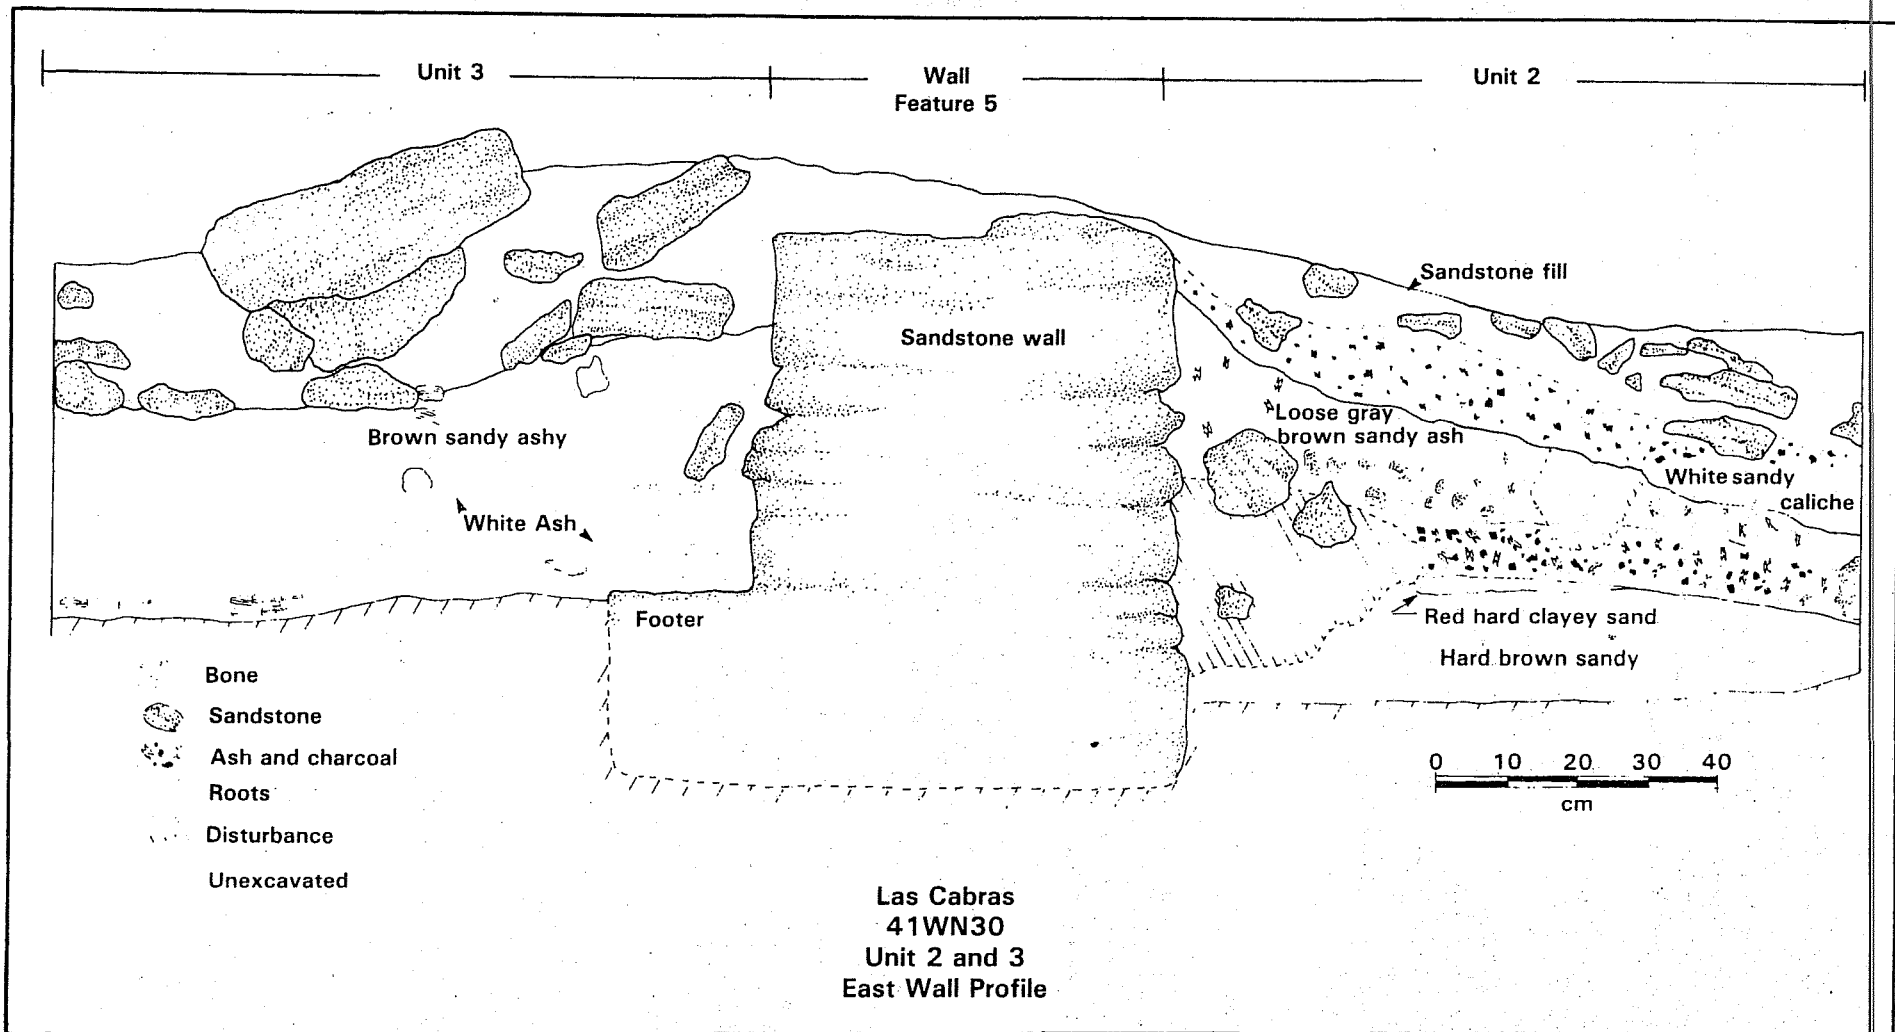 Unit 3
Wall
Feature 5
Unit 2
Sandstone fill
Sandstone wall
Loose gray
brown sandy ash
Brown sandy ashy
White sandy
caliche
White Ash
Footer
Red hard clayey sand
Hard brown sandy
Bone
Sandstone
Ash and charcoal
Roots
Disturbance
Unexcavated
0 10 20 30 40
cm
Las Cabras
41WN30
Unit 2 and 3
East Wall Profile